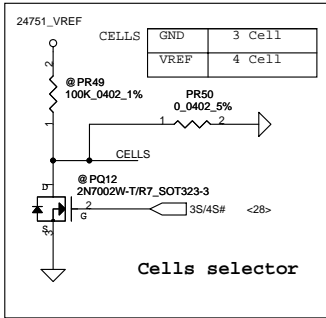 24751_VREF
CELLS
GND 3 Cell
VREF 4 Cell
2
@ PR49
100K_0402_1%
1
PR50
0_0402_5%
1 2
CELLS
@ PQ12
2N7002W-T/R7_SOT323-3
D
1
2
G
S
3
3S/4S# <28>
Cells selector